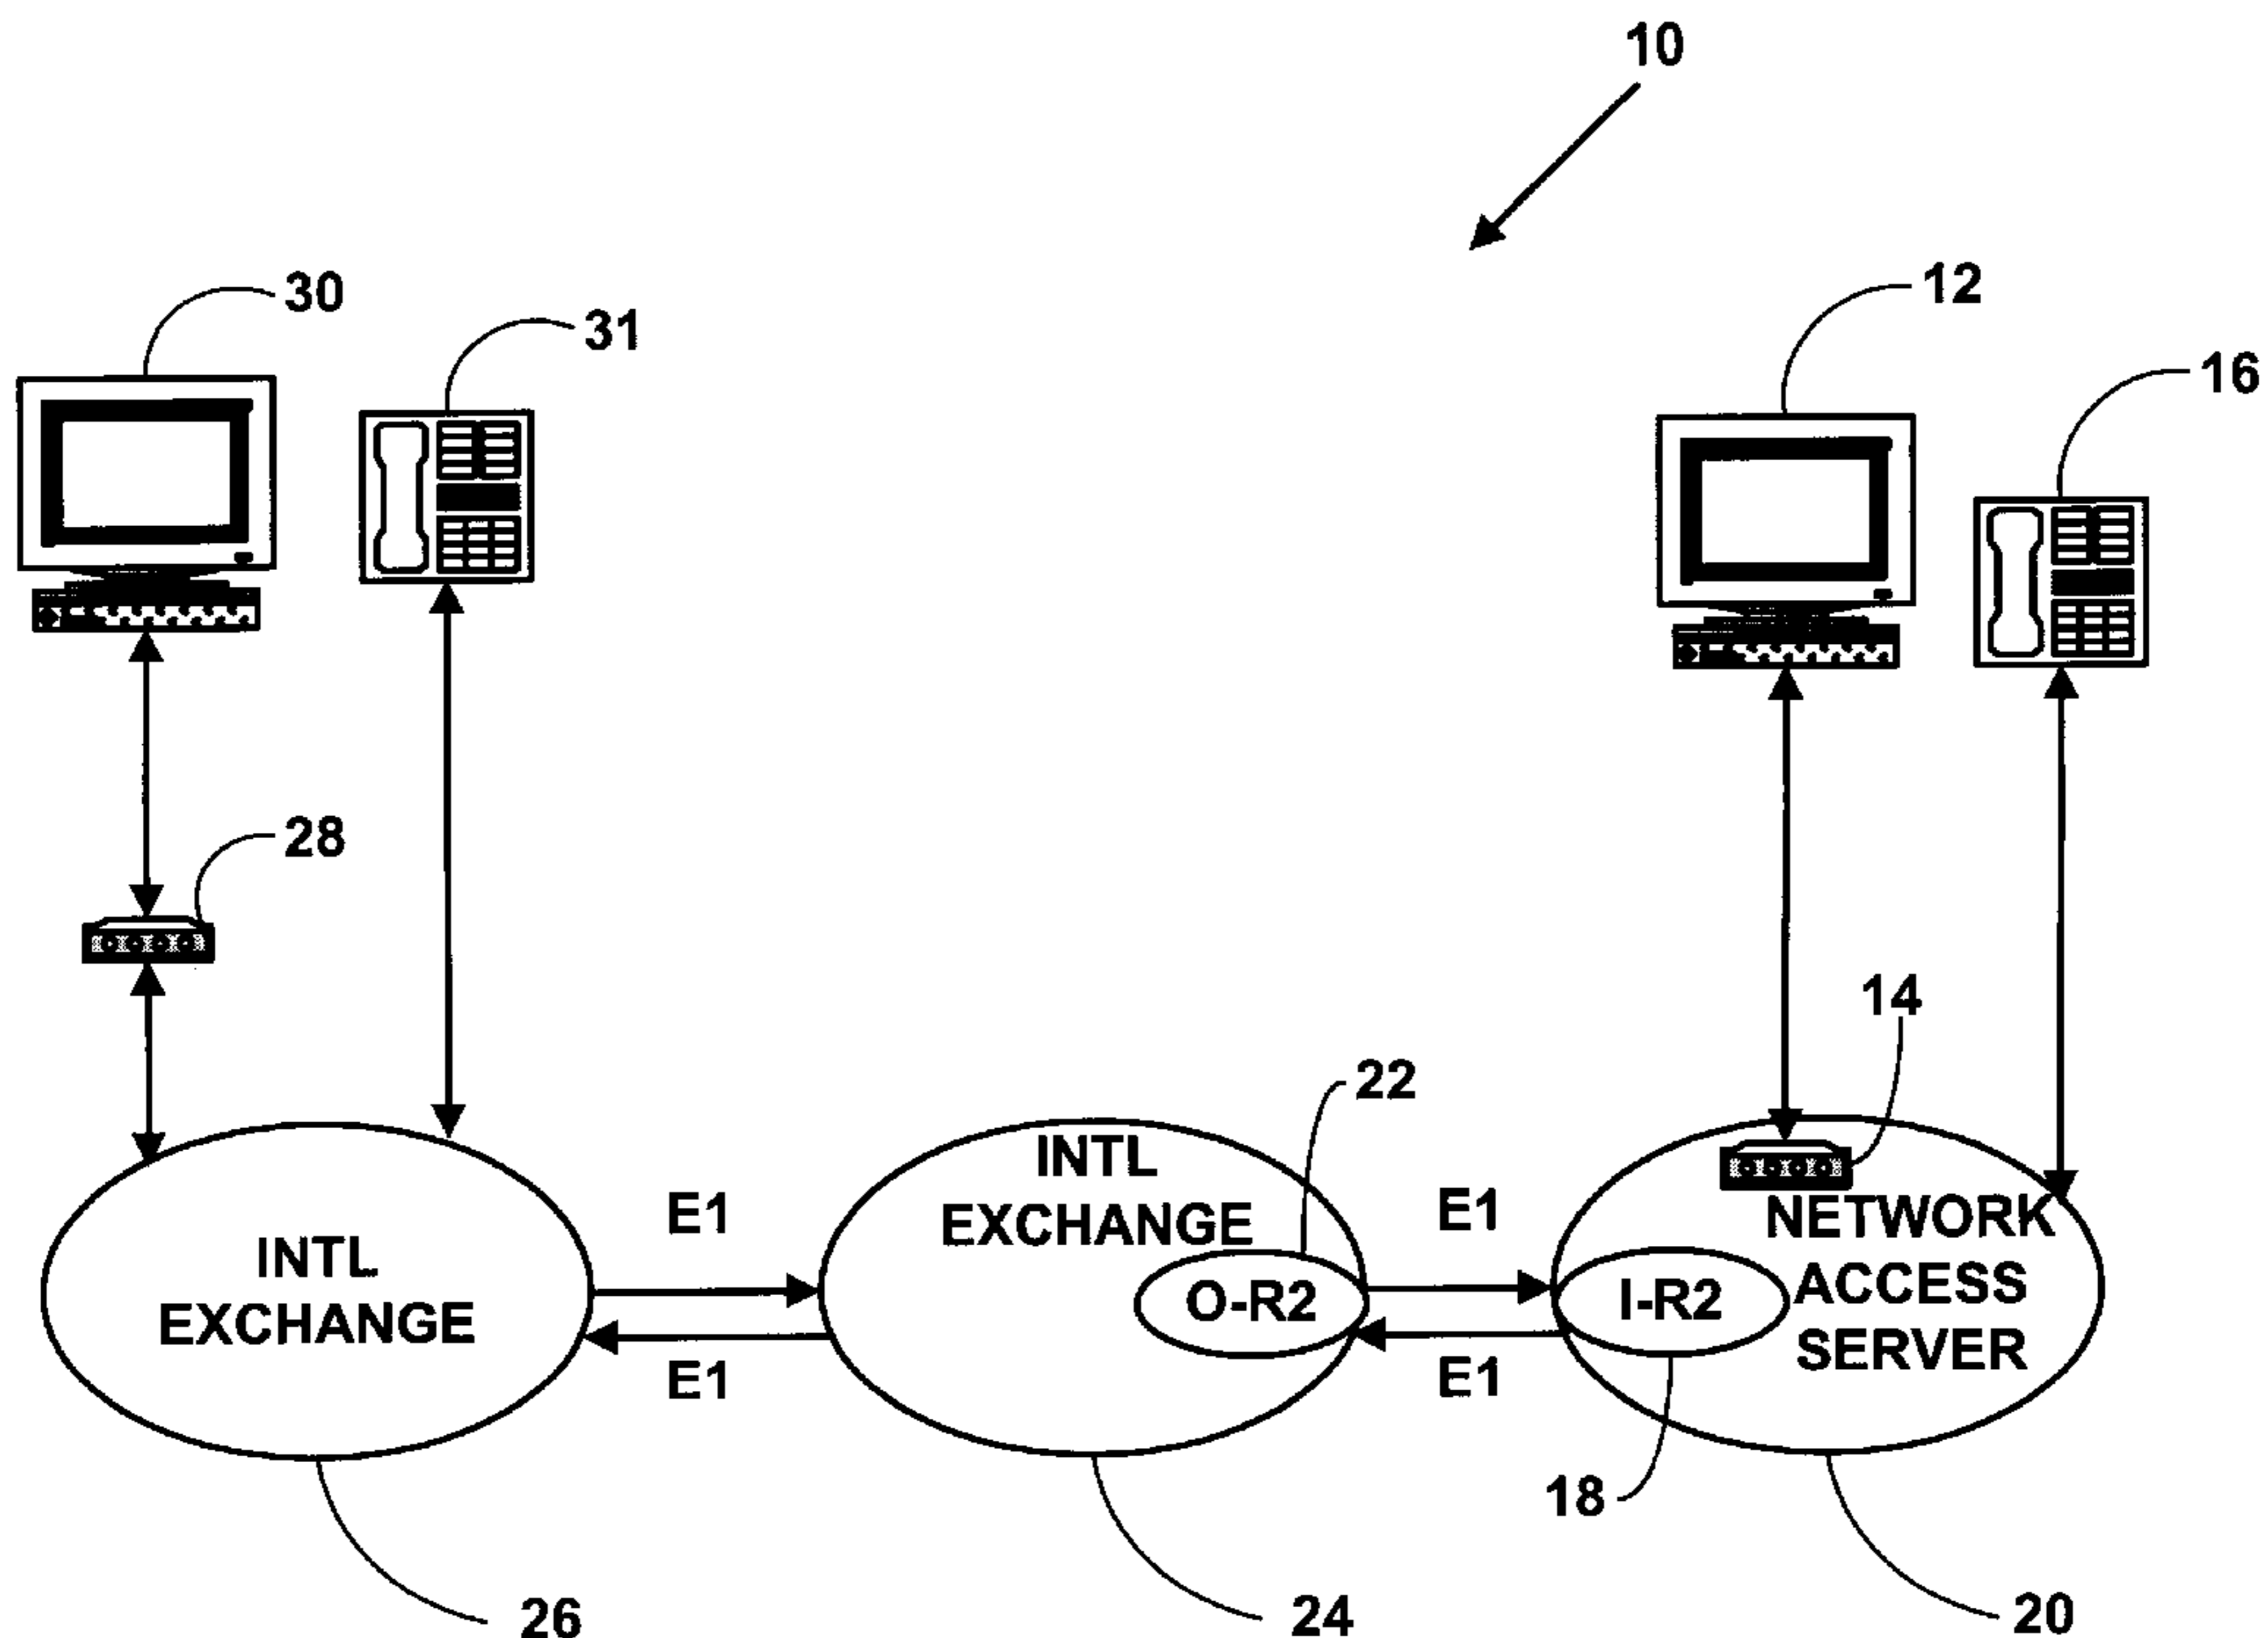 10
30
31
12
16
28
14
22
INTL
EXCHANGE
E1
E1
INTL
EXCHANGE
O-R2
E1
E1
NETWORK
ACCESS
SERVER
I-R2
18
26
24
20